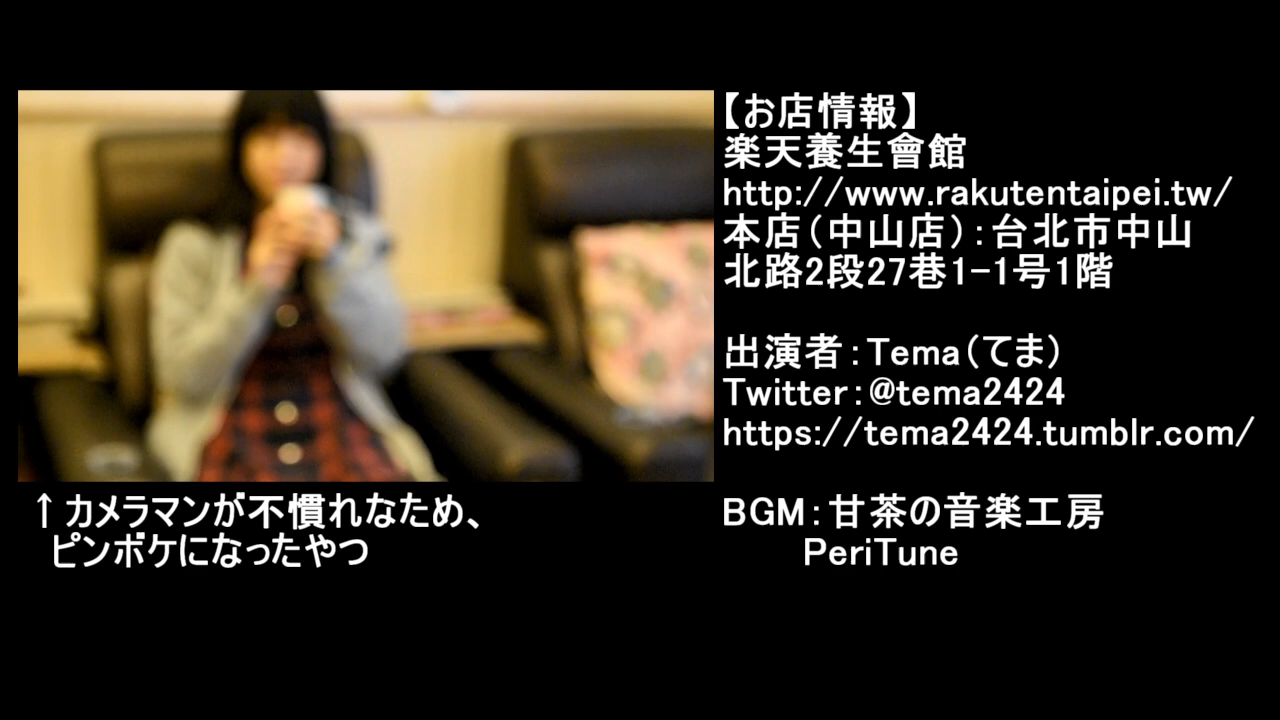 【お店情報】
楽天養生會館
http://www.rakutentaipei.tw/
本店（中山店）：台北市中山
北路2段27巷1-1号1階
出演者：Tema（てま）
Twitter：@tema2424
https://tema2424.tumblr.com/
↑カメラマンが不慣れなため、
ピンボケになったやつ
BGM：甘茶の音楽工房
PeriTune